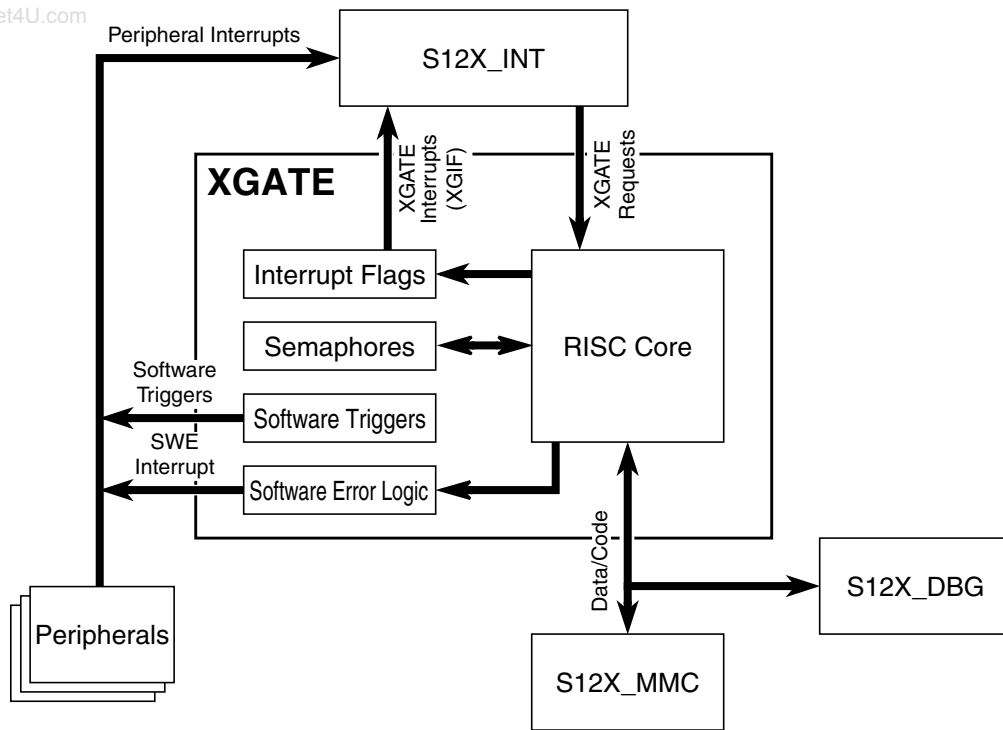 et4U.com
Peripheral Interrupts
S12X_INT
XGATE
Interrupts
(XGIF)
XGATE
Requests
XGATE
Interrupt Flags
Semaphores
RISC Core
Software
Triggers
Software Triggers
SWE
Interrupt
Software Error Logic
Data/Code
S12X_DBG
Peripherals
S12X_MMC